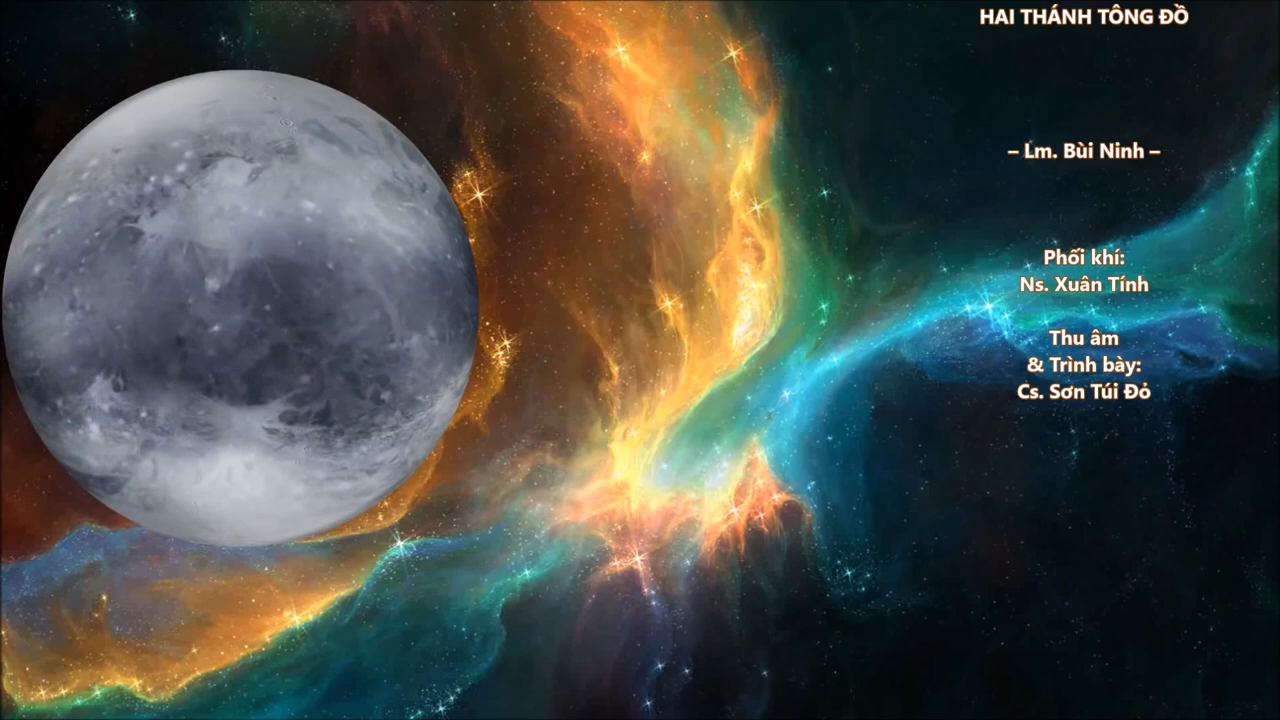 HAI THÁNH TÔNG ĐỒ
– Lm. Bùi Ninh –
Phối khí:
Ns. Xuân Tính
Thu âm
& Trình bày:
Cs. Sơn Túi Đỏ